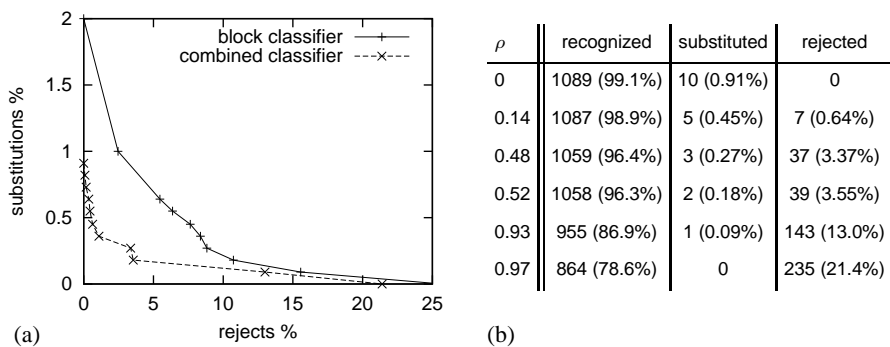 2
1.5
1
0.5
0
0 5 10 15 20 25
substitutions %
rejects %
block classifier
combined classifier
(a)
ρ recognized substituted rejected
0 1089 (99.1%) 10 (0.91%) 0
0.14 1087 (98.9%) 5 (0.45%) 7 (0.64%)
0.48 1059 (96.4%) 3 (0.27%) 37 (3.37%)
0.52 1058 (96.3%) 2 (0.18%) 39 (3.55%)
0.93 955 (86.9%) 1 (0.09%) 143 (13.0%)
0.97 864 (78.6%) 0 235 (21.4%)
(b)